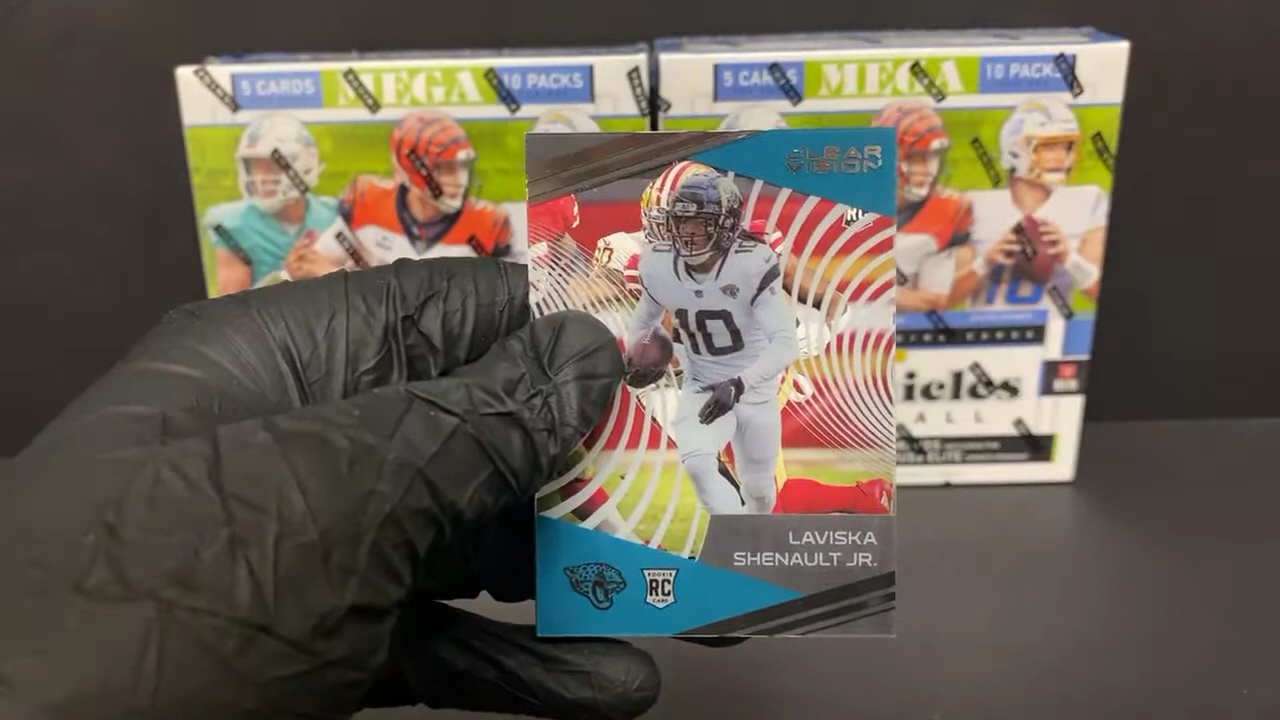 5 CARDS MEGA 10 PACKS
5 CARDS MEGA 10 PACKS
CLEAR
VISION
RC
10
10
LAVISKA
SHENAULT JR.
ROOKIE
RC
CARD